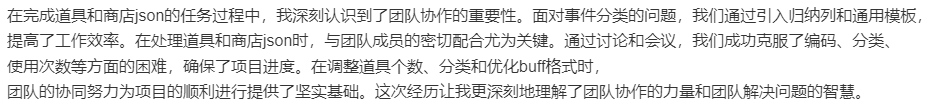 在完成道具和商店json的任务过程中，我深刻认识到了团队协作的重要性。面对事件分类的问题，我们通过引入归纳列和通用模板，
提高了工作效率。在处理道具和商店json时，与团队成员的密切配合尤为关键。通过讨论和会议，我们成功克服了编码、分类、
使用次数等方面的困难，确保了项目进度。在调整道具个数、分类和优化buff格式时，
团队的协同努力为项目的顺利进行提供了坚实基础。这次经历让我更深刻地理解了团队协作的力量和团队解决问题的智慧。